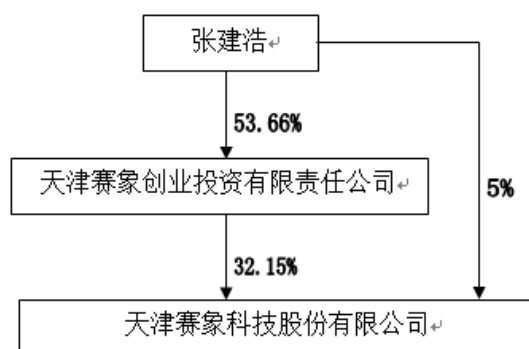 张建浩
53.66%
天津赛象创业投资有限责任公司
5%
32.15%
天津赛象科技股份有限公司